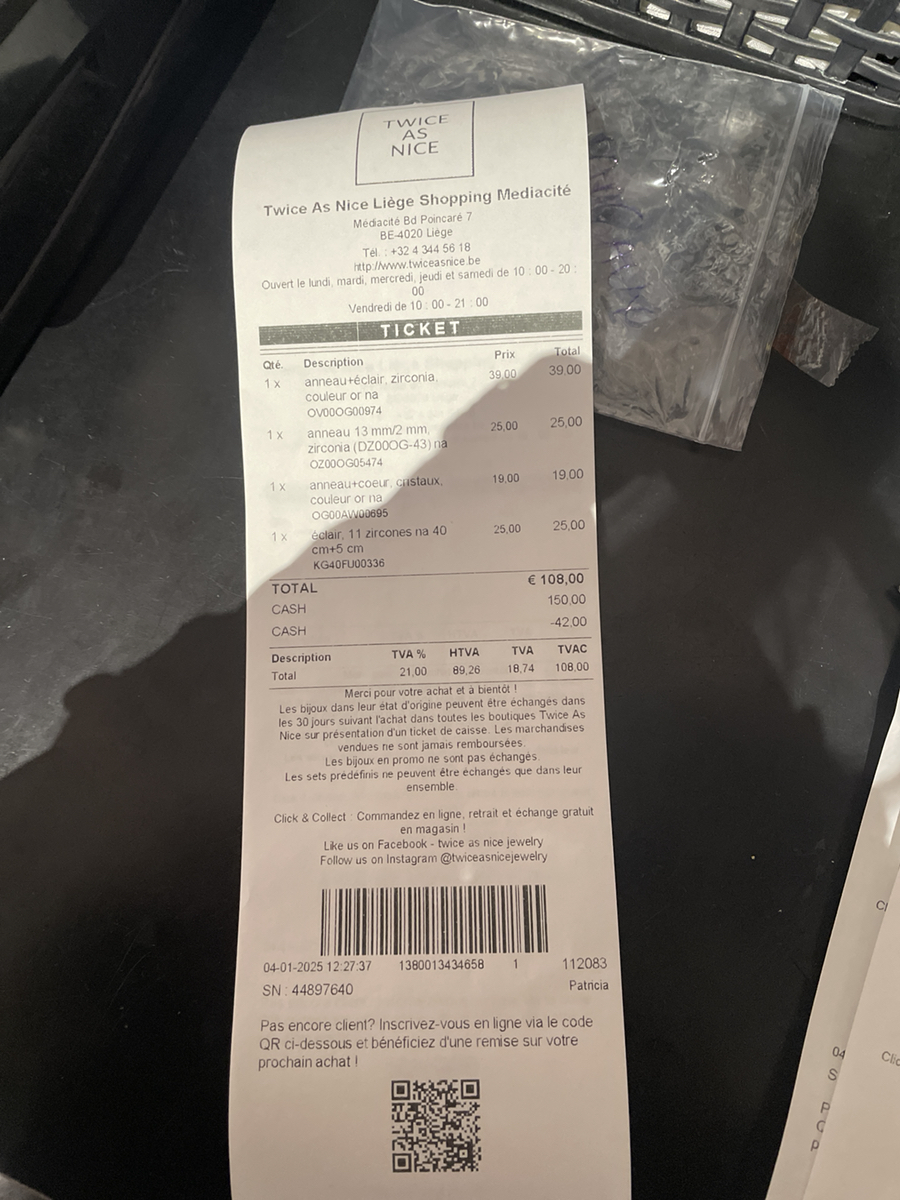 TWICE
AS
NICE
Twice As Nice Liège Shopping Mediacité
Médiacité Bd Poincaré 7
BE-4020 Liège
Tél. : +32 4 344 56 18
http://www.twiceasnice.be
Ouvert le lundi, mardi, mercredi, jeudi et samedi de 10 : 00 - 20 :
00
Vendredi de 10 : 00 - 21 : 00
TICKET
Qté. Description Prix Total
1 x anneau+éclair, zirconia, 39,00 39,00
couleur or na
OV00OG00974
1 x anneau 13 mm/2 mm, 25,00 25,00
zirconia (DZ00OG-43) na
OZ00OG05474
1 x anneau+coeur, cristaux, 19,00 19,00
couleur or na
OG00AW00695
1 x éclair, 11 zircones na 40 25,00 25,00
cm+5 cm
KG40FU00336
TOTAL € 108,00
CASH 150,00
CASH -42,00
Description TVA % HTVA TVA TVAC
Total 21,00 89,26 18,74 108,00
Merci pour votre achat et à bientôt !
Les bijoux dans leur état d'origine peuvent être échangés dans
les 30 jours suivant l'achat dans toutes les boutiques Twice As
Nice sur présentation d'un ticket de caisse. Les marchandises
vendues ne sont jamais remboursées.
Les bijoux en promo ne sont pas échangés.
Les sets prédéfinis ne peuvent être échangés que dans leur
ensemble.
Click & Collect : Commandez en ligne, retrait et échange gratuit
en magasin !
Like us on Facebook - twice as nice jewelry
Follow us on Instagram @twiceasnicejewelry
04-01-2025 12:27:37 1380013434658 1 112083
SN : 44897640 Patricia
Pas encore client? Inscrivez-vous en ligne via le code
QR ci-dessous et bénéficiez d'une remise sur votre
prochain achat !